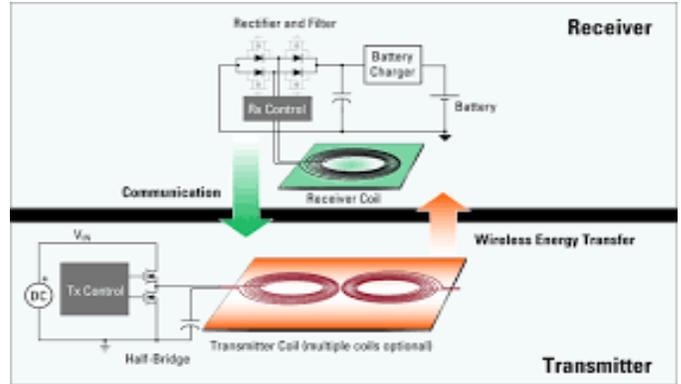 Rectifier and Filter
Receiver
Battery
Charger
Rx Control
Battery
Communication
Receiver Coil
Wireless Energy Transfer
VIN
DC
Tx Control
Half-Bridge
Transmitter Coil (multiple coils optional)
Transmitter